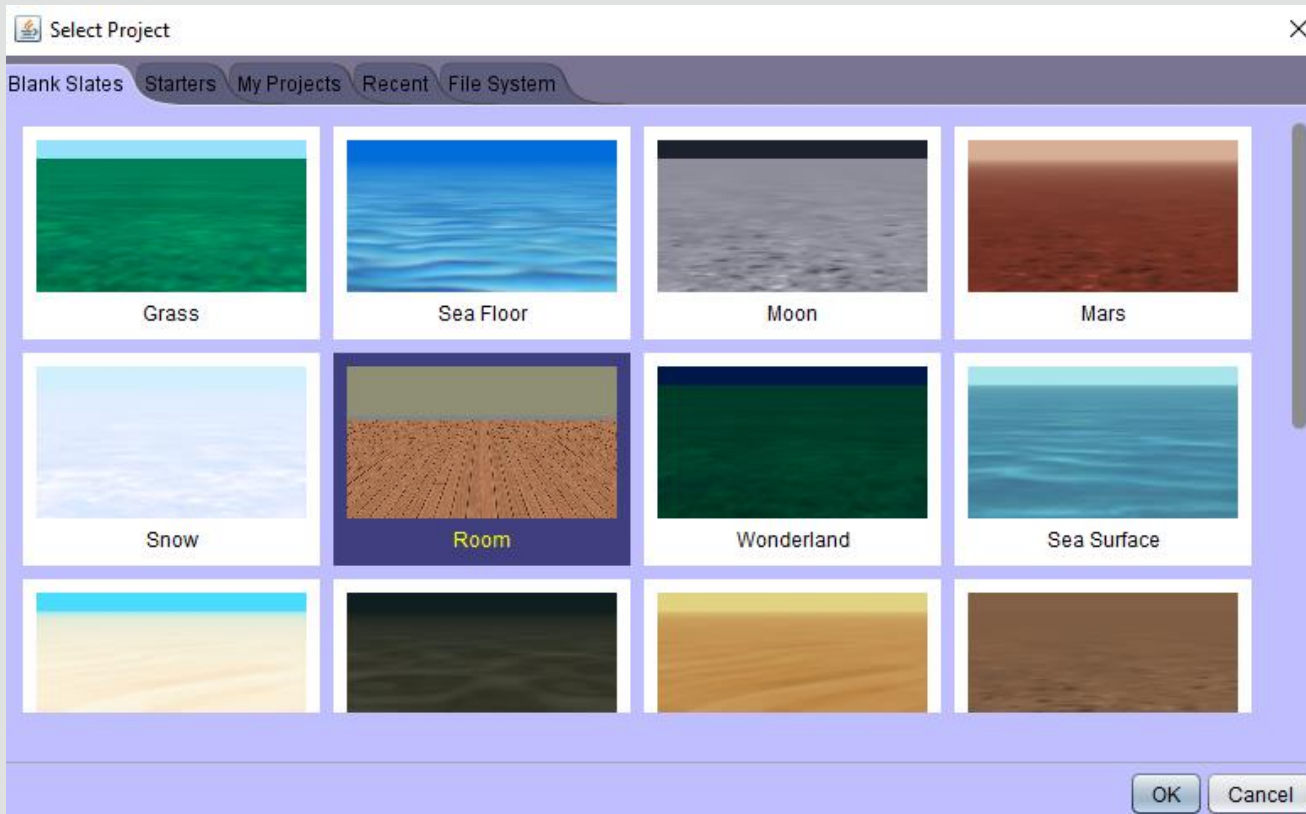 Select Project
Blank Slates Starters My Projects Recent File System
Grass Sea Floor Moon Mars
Snow Room Wonderland Sea Surface
OK Cancel